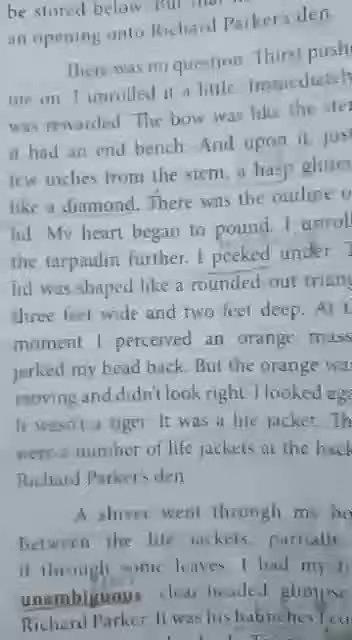 be stored below. But that
an opening onto Richard Parker's den.
There was no question. Thirst push
me on. I unrolled it a little. Immediately
was rewarded. The bow was like the ster
it had an end bench. And upon it, just
few inches from the stem, a hasp glitter
like a diamond. There was the outline o
lid. My heart began to pound. I unroll
the tarpaulin further. I peeked under. T
lid was shaped like a rounded out triang
three feet wide and two feet deep. At t
moment I perceived an orange mass
jerked my head back. But the orange was
moving and didn't look right. I looked aga
It wasn't a tiger. It was a life jacket. Th
were a number of life jackets at the back
Richard Parker's den.
A shiver went through my bo
Between the life jackets, partially
if through some leaves, I had my f
unambiguous clear-headed glimpse
Richard Parker. It was his haunches I cou